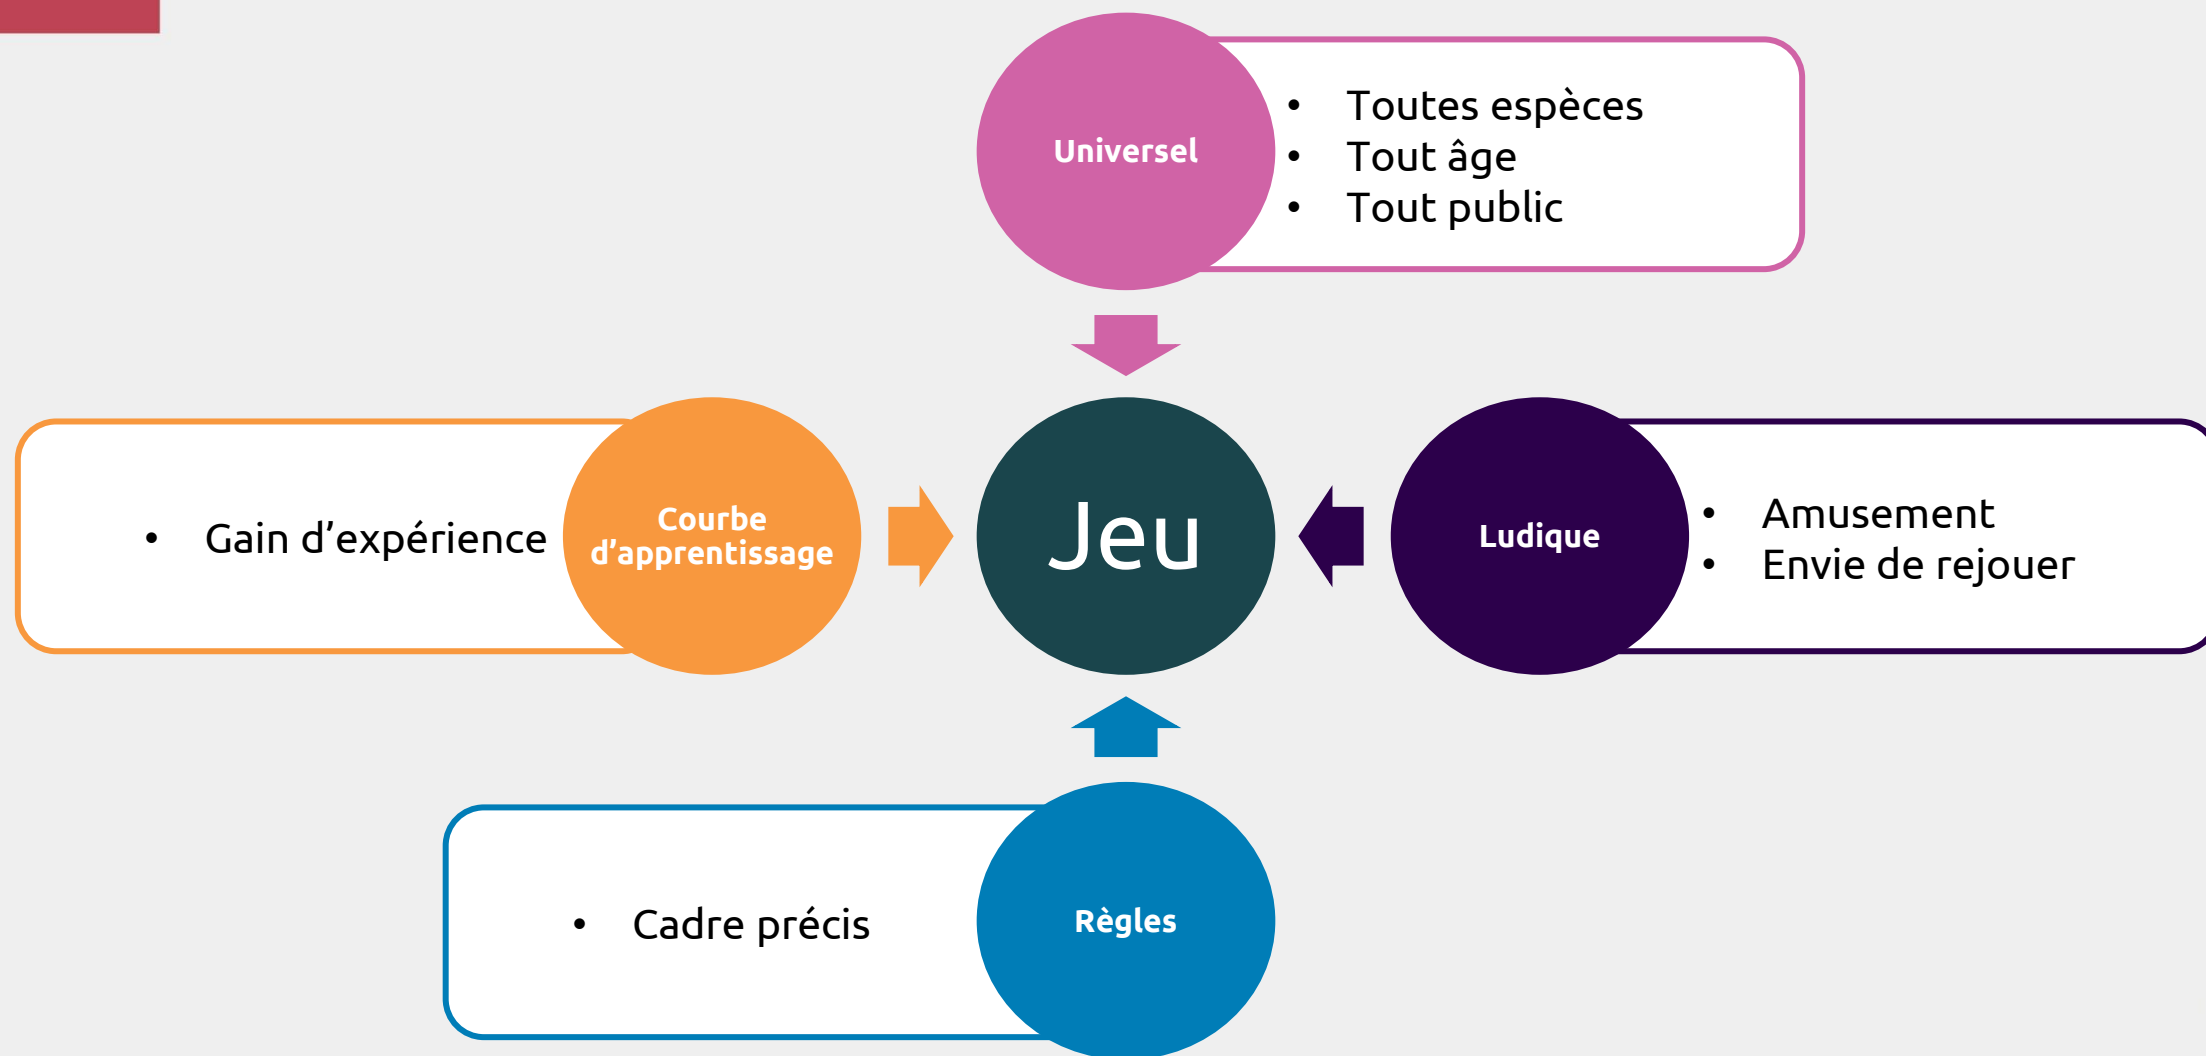 Universel
• Toutes espèces
• Tout âge
• Tout public
• Gain d’expérience
Courbe
d’apprentissage
Jeu
Ludique
• Amusement
• Envie de rejouer
• Cadre précis
Règles